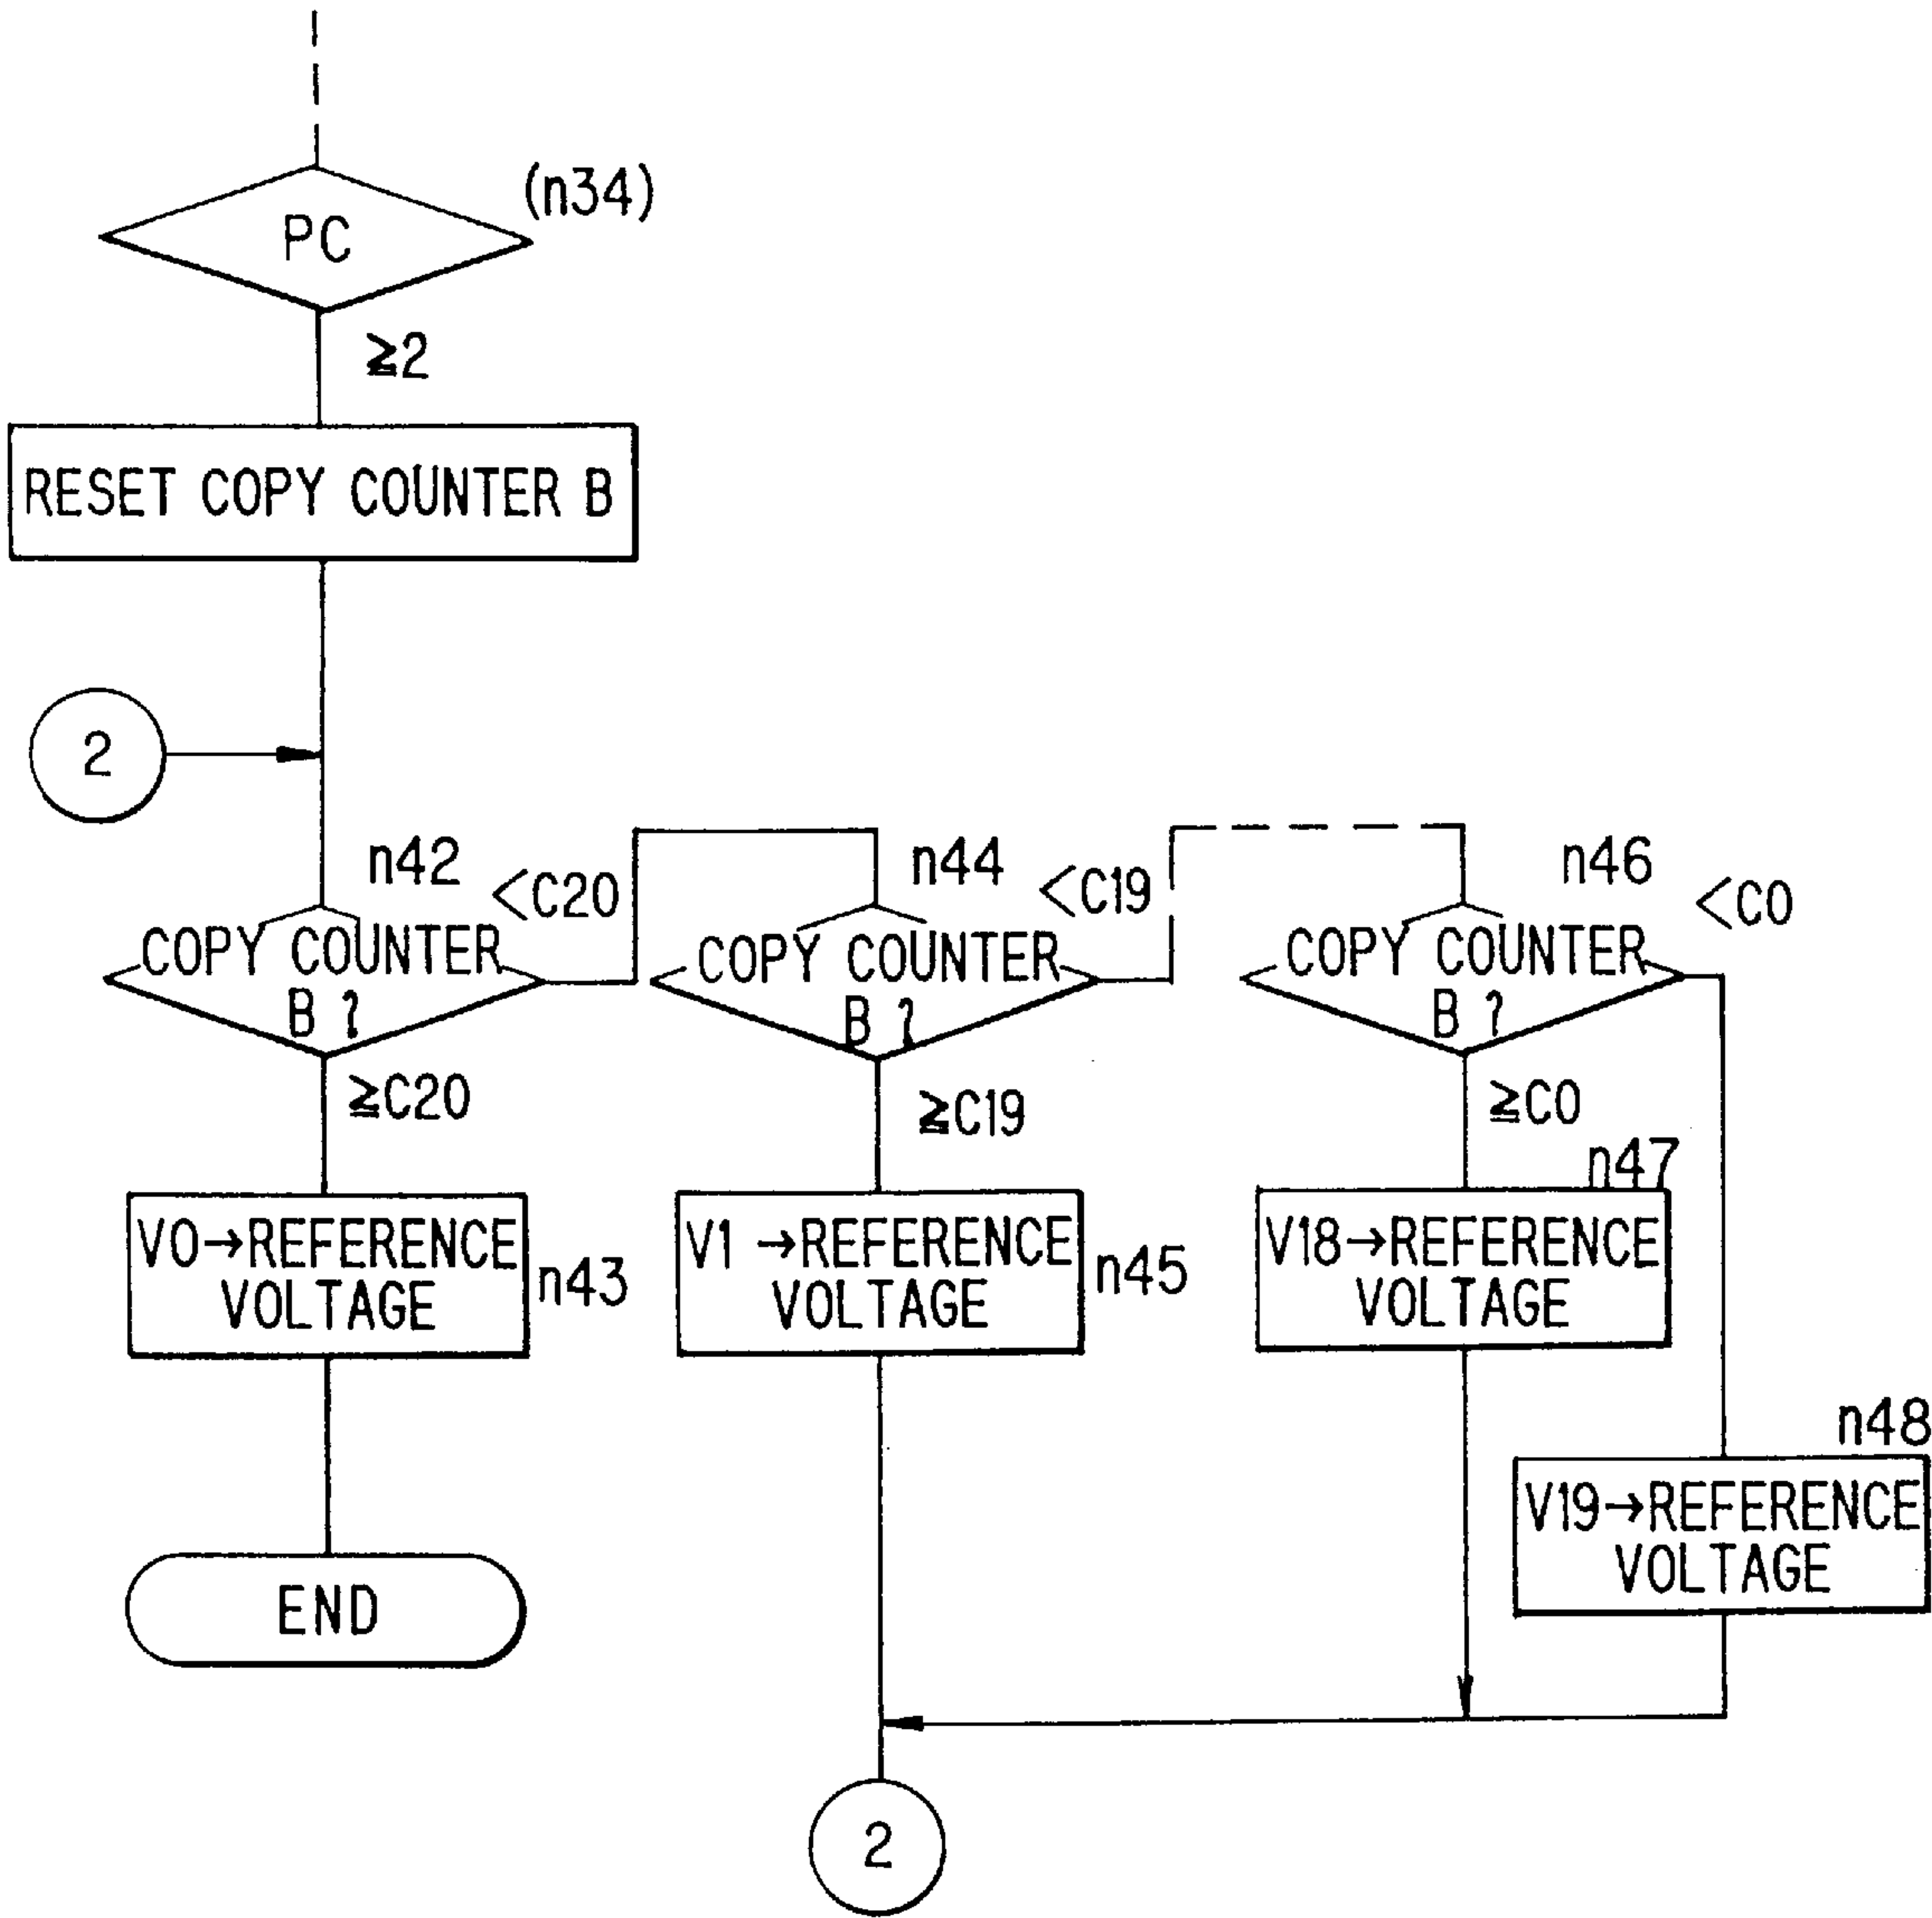 (n34)
PC
≧2
RESET COPY COUNTER B
2
n42
<C20
n44
<C19
n46
<C0
COPY COUNTER
B ?
COPY COUNTER
B ?
COPY COUNTER
B ?
≧C20
≧C19
≧C0
n47
V0→REFERENCE
VOLTAGE
n43
V1 →REFERENCE
VOLTAGE
n45
V18→REFERENCE
VOLTAGE
n48
V19→REFERENCE
VOLTAGE
END
2